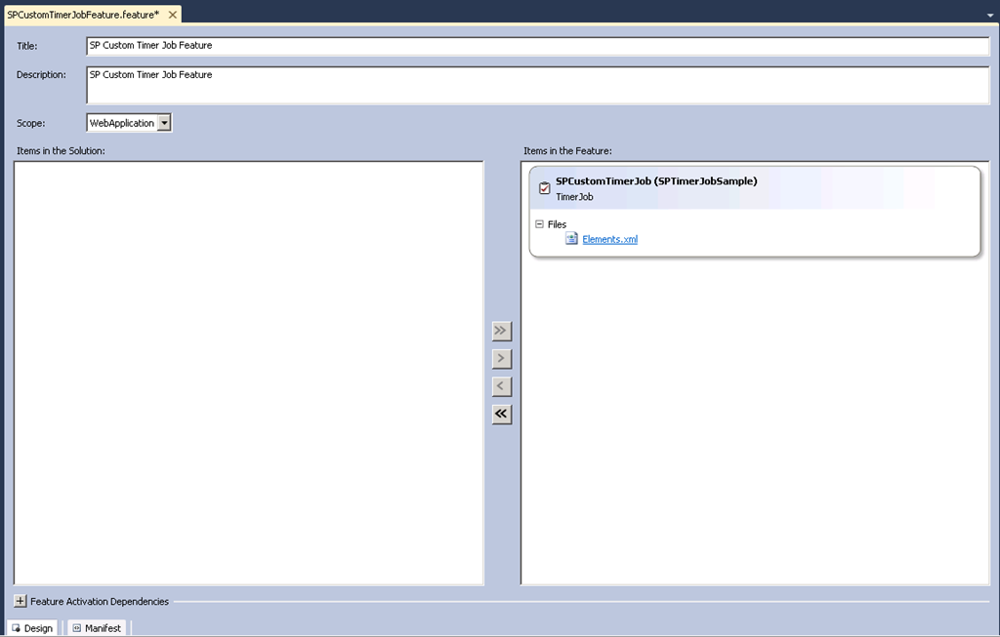 SPCustomTimerJobFeature.feature*
Title:
SP Custom Timer Job Feature
Description:
SP Custom Timer Job Feature
Scope:
WebApplication
Items in the Solution:
Items in the Feature:
SPCustomTimerJob (SPTimerJobSample)
TimerJob
Files
Elements.xml
Feature Activation Dependencies
Design
Manifest